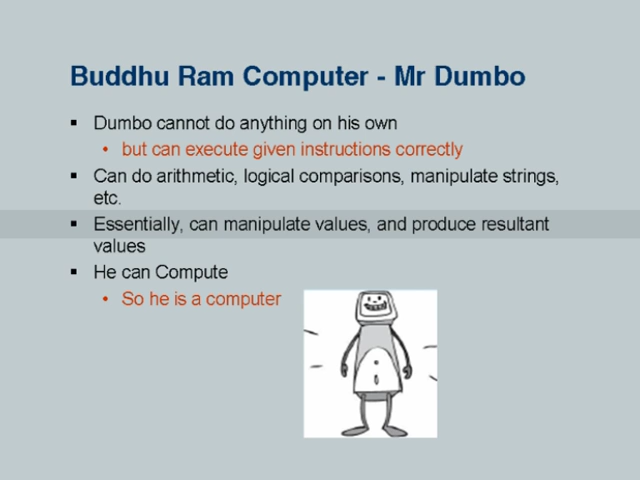 Buddhu Ram Computer - Mr Dumbo
▪ Dumbo cannot do anything on his own
• but can execute given instructions correctly
▪ Can do arithmetic, logical comparisons, manipulate strings,
etc.
▪ Essentially, can manipulate values, and produce resultant
values
▪ He can Compute
• So he is a computer